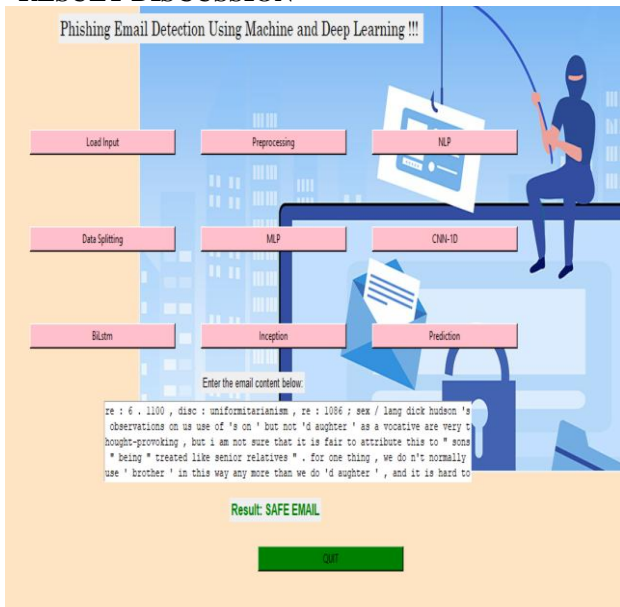 RESULT DISCUSSION
Phishing Email Detection Using Machine and Deep Learning !!!
Load Input
Preprocessing
NLP
Data Splitting
MLP
CNN-1D
BiLstm
Inception
Prediction
Enter the email content below:
re : 6 . 1100 , disc : uniformitarianism , re : 1086 ; sex / lang dick hudson 's
observations on us use of 's on ' but not 'd aughter ' as a vocative are very t
hought-provoking , but i am not sure that it is fair to attribute this to " sons
" being " treated like senior relatives " . for one thing , we do n't normally
use ' brother ' in this way any more than we do 'd aughter ' , and it is hard to
Result: SAFE EMAIL
QUIT